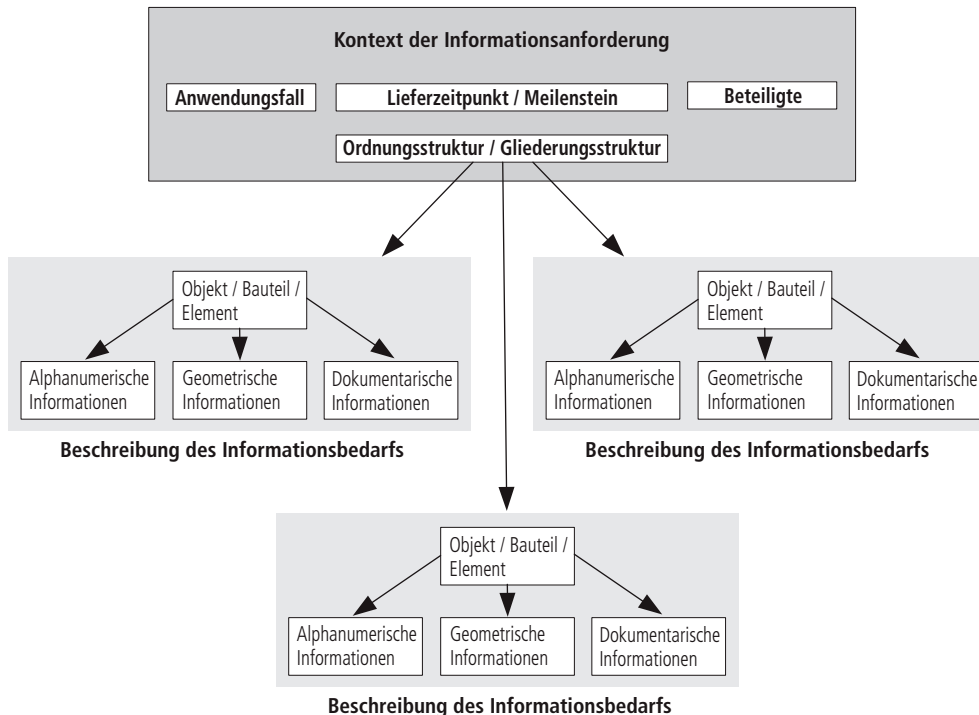 Kontext der Informationsanforderung
Anwendungsfall
Lieferzeitpunkt / Meilenstein
Beteiligte
Ordnungsstruktur / Gliederungsstruktur
Objekt / Bauteil /
Element
Alphanumerische
Informationen
Geometrische
Informationen
Dokumentarische
Informationen
Beschreibung des Informationsbedarfs
Objekt / Bauteil /
Element
Alphanumerische
Informationen
Geometrische
Informationen
Dokumentarische
Informationen
Beschreibung des Informationsbedarfs
Objekt / Bauteil /
Element
Alphanumerische
Informationen
Geometrische
Informationen
Dokumentarische
Informationen
Beschreibung des Informationsbedarfs